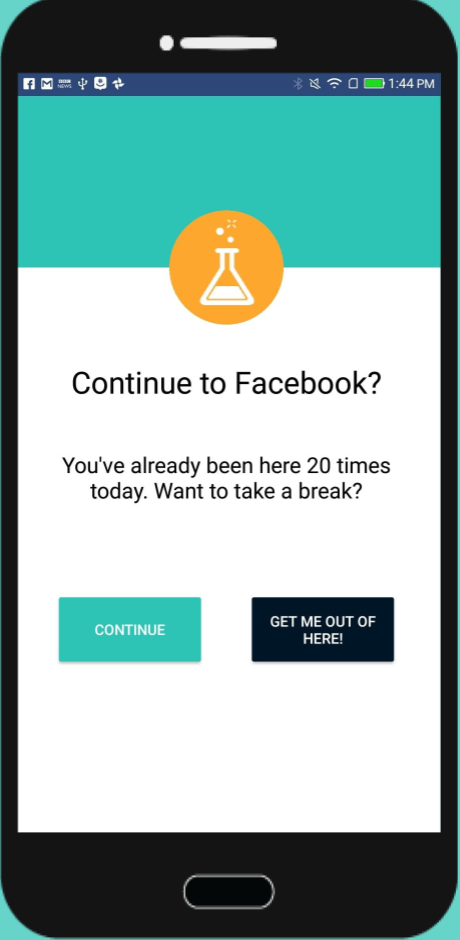 BBC
NEWS
1:44 PM
Continue to Facebook?
You've already been here 20 times
today. Want to take a break?
CONTINUE
GET ME OUT OF
HERE!